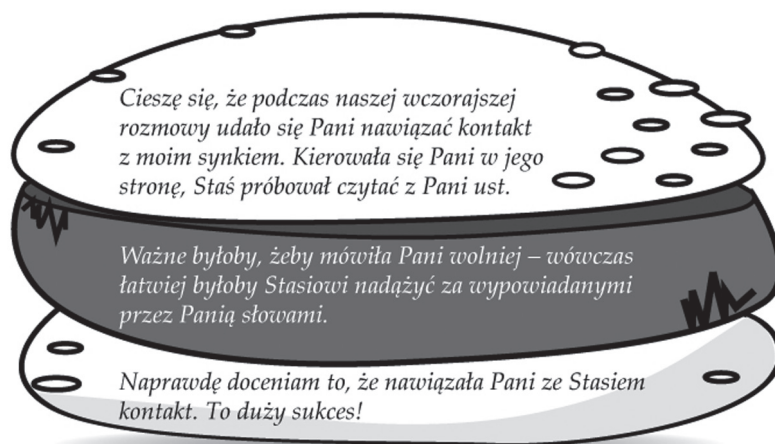 Cieszę się, że podczas naszej wczorajszej
rozmowy udało się Pani nawiązać kontakt
z moim synkiem. Kierowała się Pani w jego
stronę, Staś próbował czytać z Pani ust.
Ważne byłoby, żeby mówiła Pani wolniej – wówczas
łatwiej byłoby Stasiowi nadążyć za wypowiadanymi
przez Panią słowami.
Naprawdę doceniam to, że nawiązała Pani ze Stasiem
kontakt. To duży sukces!